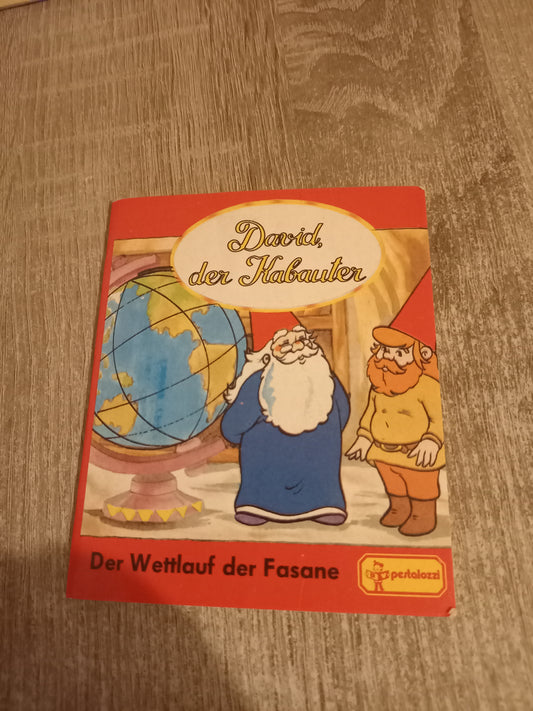 David,
der Kabauter
Der Wettlauf der Fasane
pestalozzi